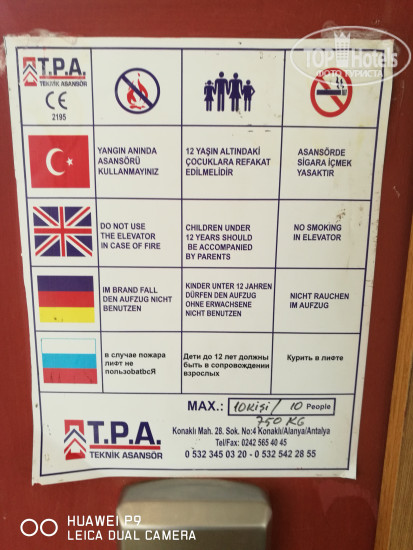 TOPHotels
ФОТО ТУРИСТА
T.P.A.
TEKNİK ASANSÖR
CE
2195
YANGIN ANINDA
ASANSÖRÜ
KULLANMAYINIZ
12 YAŞIN ALTINDAKİ
ÇOCUKLARA REFAKAT
EDİLMELİDİR
ASANSÖRDE
SİGARA İÇMEK
YASAKTIR
DO NOT USE
THE ELEVATOR
IN CASE OF FIRE
CHILDREN UNDER
12 YEARS SHOULD
BE ACCOMPANIED
BY PARENTS
NO SMOKING
IN ELEVATOR
IM BRAND FALL
DEN AUFZUG NICHT
BENUTZEN
KINDER UNTER 12 JAHREN
DÜRFEN DEN AUFZUG
OHNE ERWACHSENE
NICHT BENUTZEN
NICHT RAUCHEN
IM AUFZUG
в случае пожара
лифт не
пользоbatbcЯ
Дети до 12 лет должны
быть в сопровождении
взрослых
Курить в лифте
MAX.: 10 Kişi / 10 People
750 KG
T.P.A.
TEKNİK ASANSÖR
Konaklı Mah. 28. Sok. No:4 Konaklı/Alanya/Antalya
Tel/Fax: 0242 565 40 45
0 532 345 03 20 - 0 532 542 28 55
HUAWEI P9
LEICA DUAL CAMERA